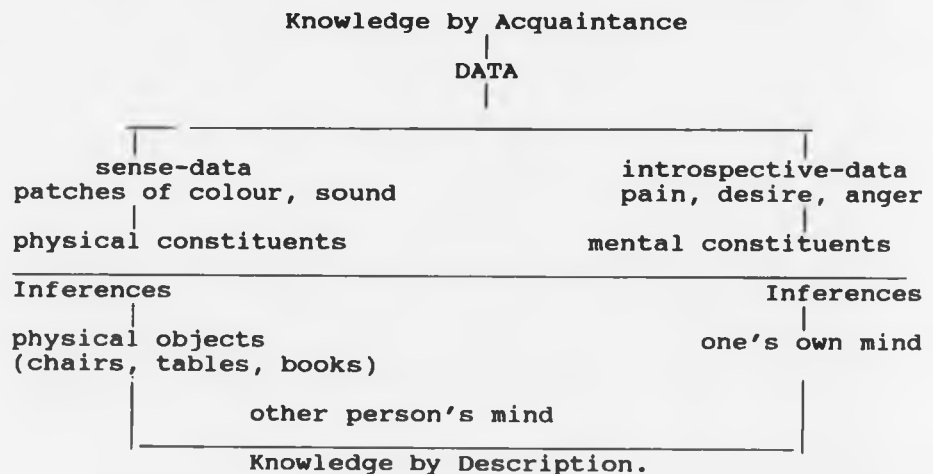 Knowledge by Acquaintance
DATA
sense-data
patches of colour, sound
introspective-data
pain, desire, anger
physical constituents
mental constituents
Inferences
Inferences
physical objects
(chairs, tables, books)
one's own mind
other person's mind
Knowledge by Description.